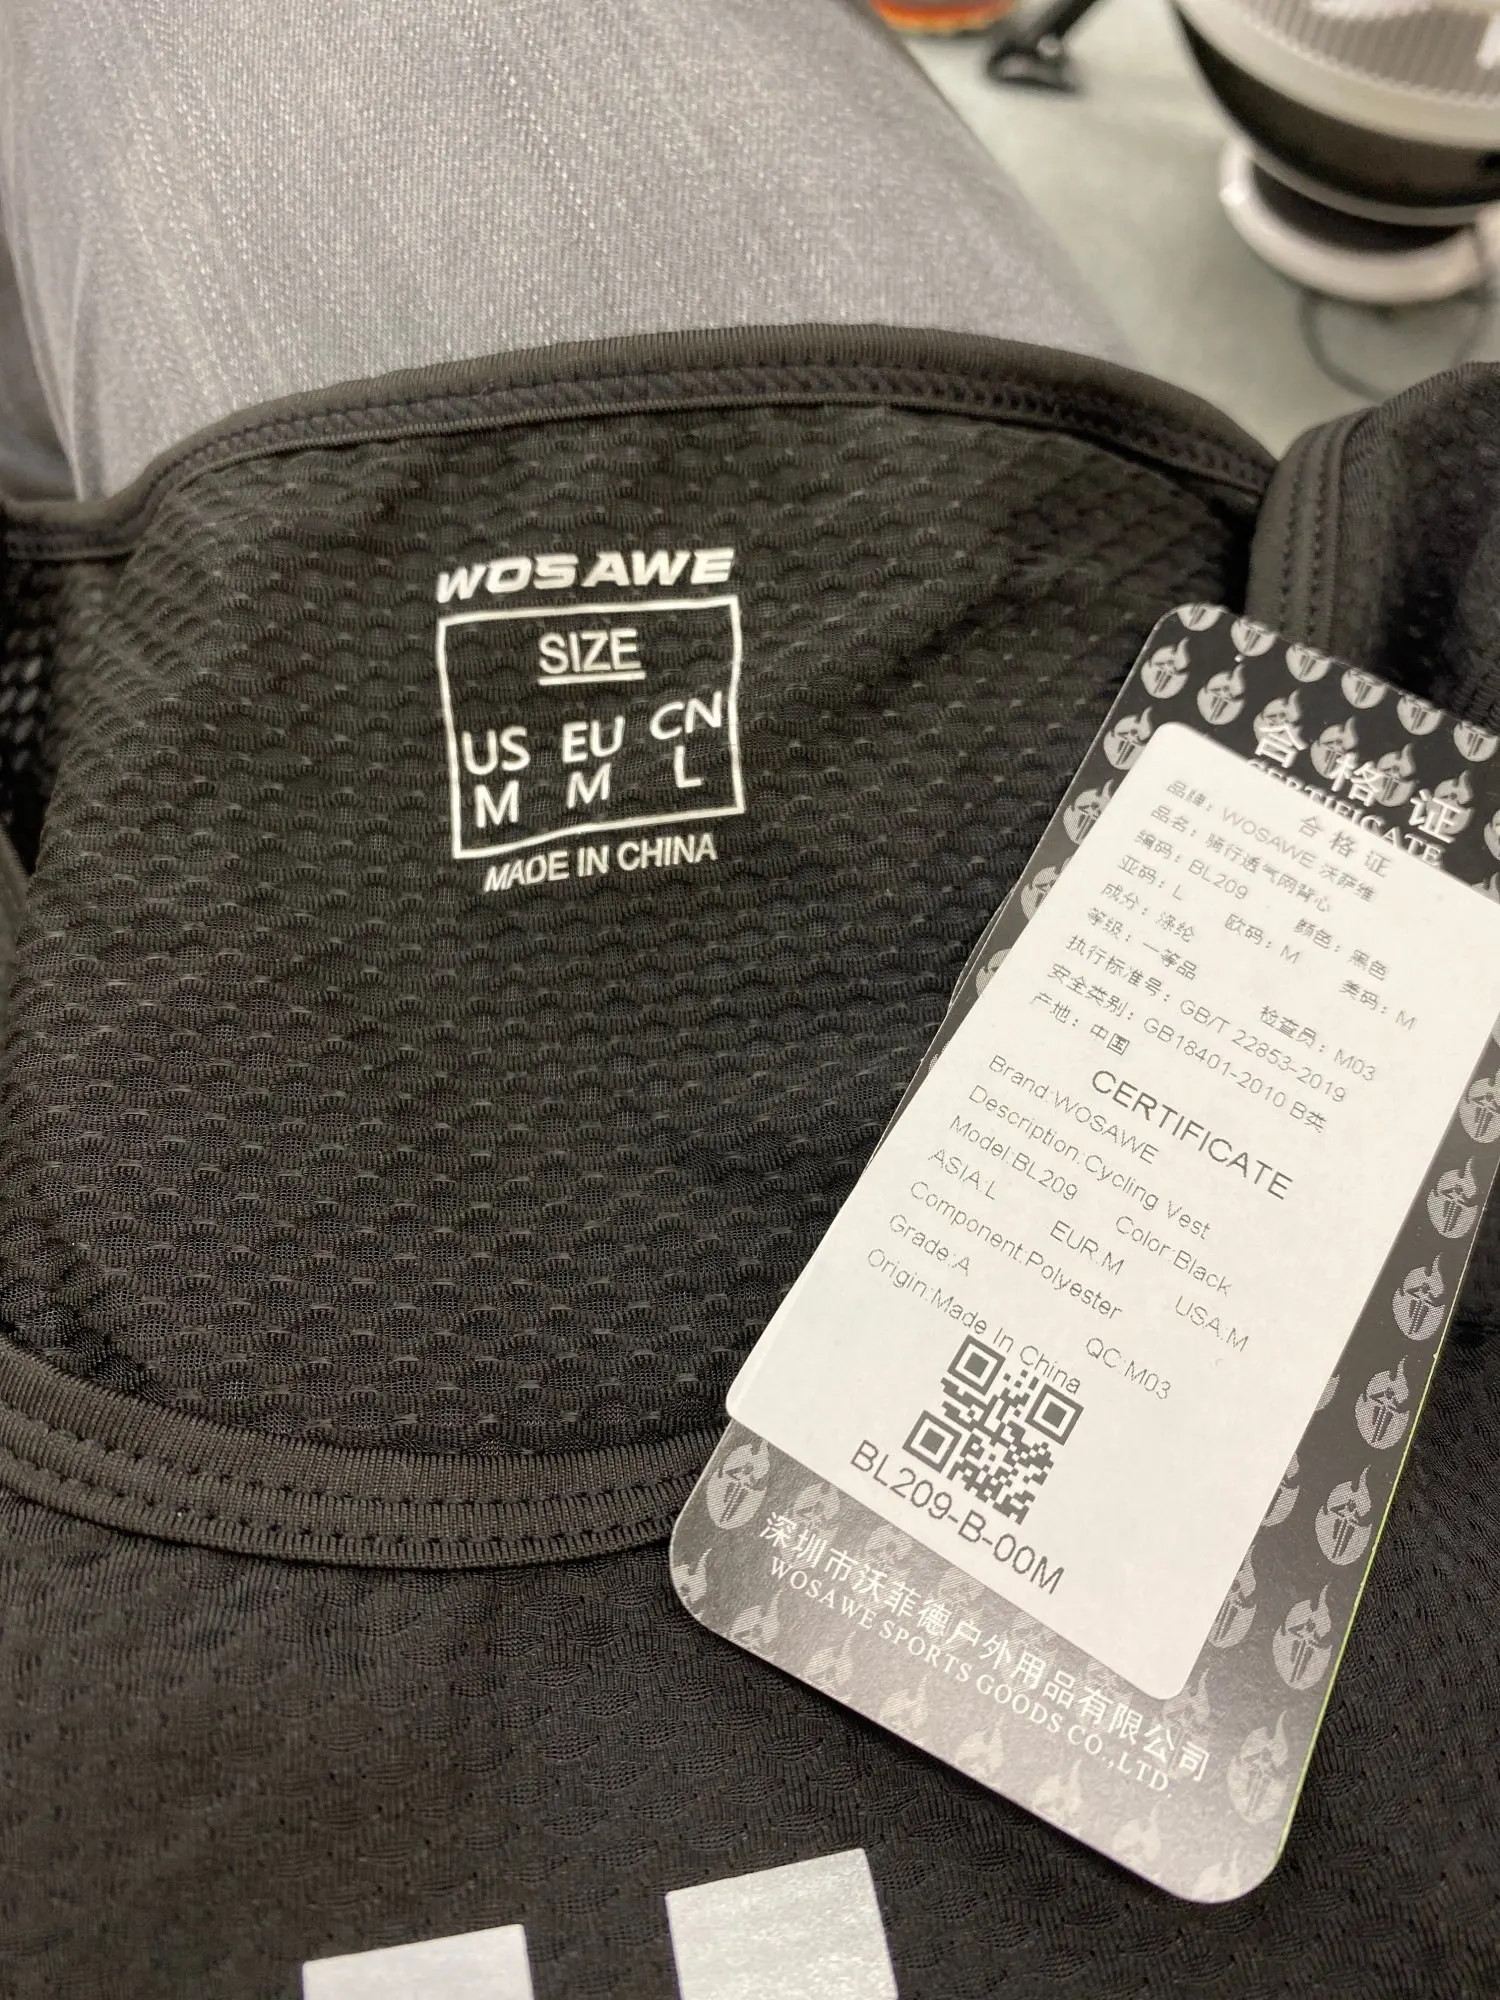 WOSAWE
SIZE
US EU CN
M M L
MADE IN CHINA
合格证
CERTIFICATE
合格证
品牌：WOSAWE 沃萨维
品名：骑行透气网背心
编码：BL209 颜色：黑色
亚码：L 欧码：M 美码：M
成分：涤纶
等级：一等品 检查员：M03
执行标准号：GB/T 22853-2019
安全类别：GB18401-2010 B类
产地：中国
CERTIFICATE
Brand:WOSAWE
Description:Cycling Vest
Model:BL209 Color:Black
ASIA:L EUR:M USA:M
Component:Polyester
Grade:A QC:M03
Origin:Made In China
BL209-B-00M
深圳市沃菲德户外用品有限公司
WOSAWE SPORTS GOODS CO.,LTD